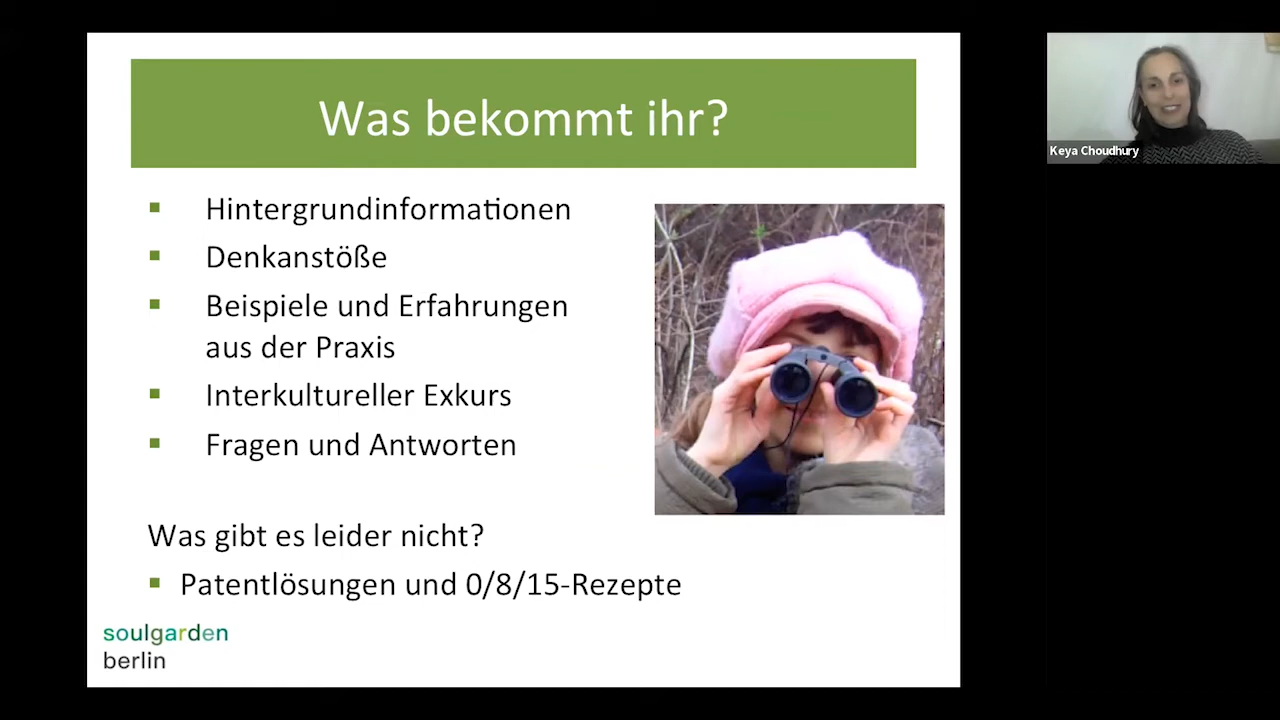 Was bekommt ihr?
Hintergrundinformationen
Denkanstöße
Beispiele und Erfahrungen
aus der Praxis
Interkultureller Exkurs
Fragen und Antworten
Was gibt es leider nicht?
Patentlösungen und 0/8/15-Rezepte
soulgarden
berlin
Keya Choudhury